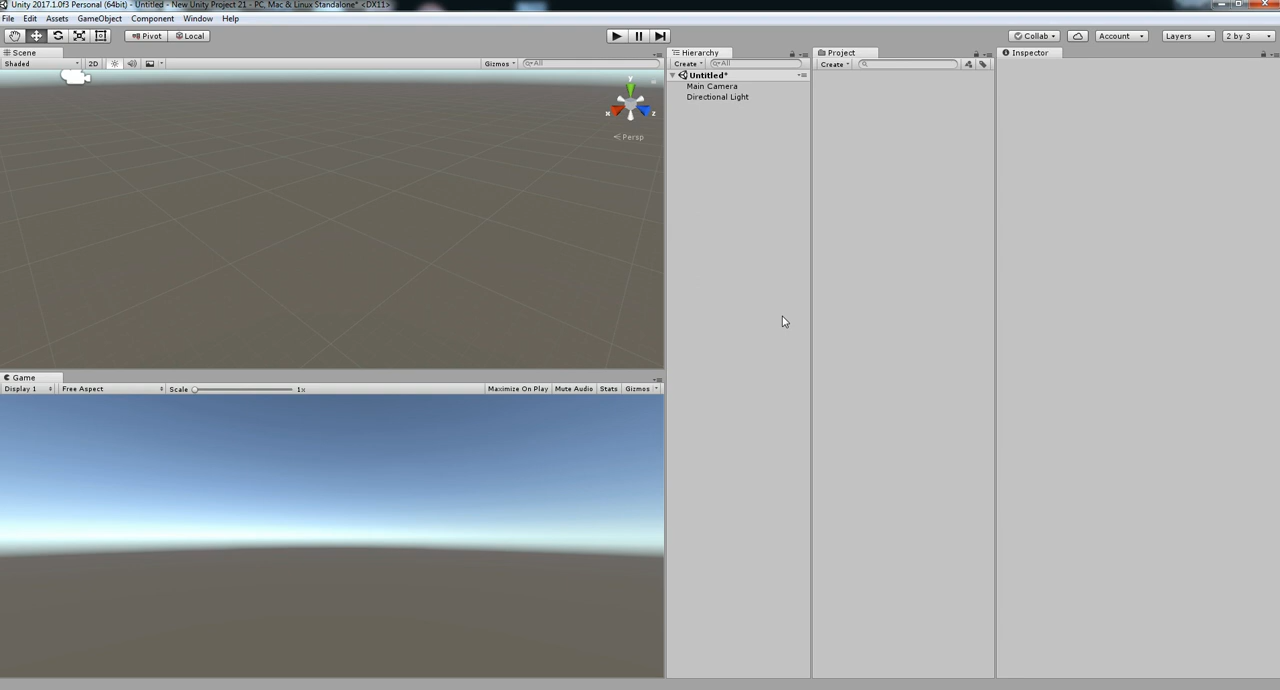 Unity 2017.1.0f3 Personal (64bit) - Untitled - New Unity Project 21 - PC, Mac & Linux Standalone* <DX11>
File Edit Assets GameObject Component Window Help
Pivot Local Collab Account Layers 2 by 3
Scene
Shaded 2D Gizmos All
y
x z
Persp
Hierarchy
Create All
Untitled*
Main Camera
Directional Light
Project
Create
Inspector
Game
Display 1 Free Aspect Scale 1x Maximize On Play Mute Audio Stats Gizmos